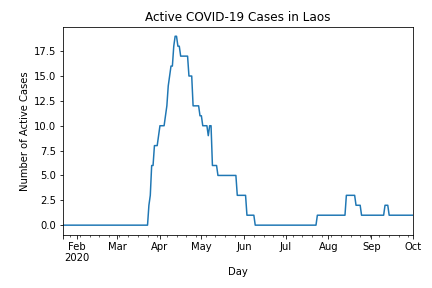 Active COVID-19 Cases in Laos
Number of Active Cases
17.5
15.0
12.5
10.0
7.5
5.0
2.5
0.0
Feb Mar Apr May Jun Jul Aug Sep Oct
2020
Day